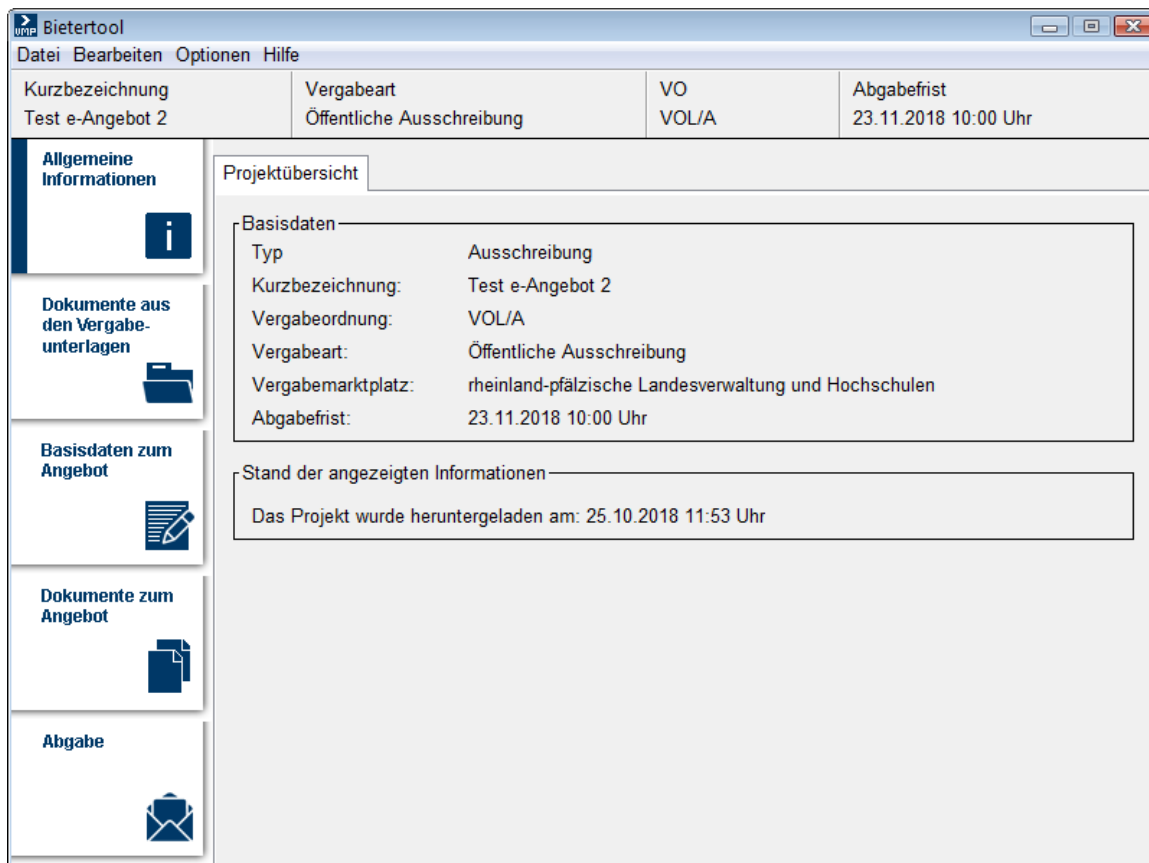 VMP Bietertool
Datei Bearbeiten Optionen Hilfe
Kurzbezeichnung Vergabeart VO Abgabefrist
Test e-Angebot 2 Öffentliche Ausschreibung VOL/A 23.11.2018 10:00 Uhr
Allgemeine
Informationen
i
Dokumente aus
den Vergabe-
unterlagen
Basisdaten zum
Angebot
Dokumente zum
Angebot
Abgabe
Projektübersicht
Basisdaten
Typ Ausschreibung
Kurzbezeichnung: Test e-Angebot 2
Vergabeordnung: VOL/A
Vergabeart: Öffentliche Ausschreibung
Vergabemarktplatz: rheinland-pfälzische Landesverwaltung und Hochschulen
Abgabefrist: 23.11.2018 10:00 Uhr
Stand der angezeigten Informationen
Das Projekt wurde heruntergeladen am: 25.10.2018 11:53 Uhr